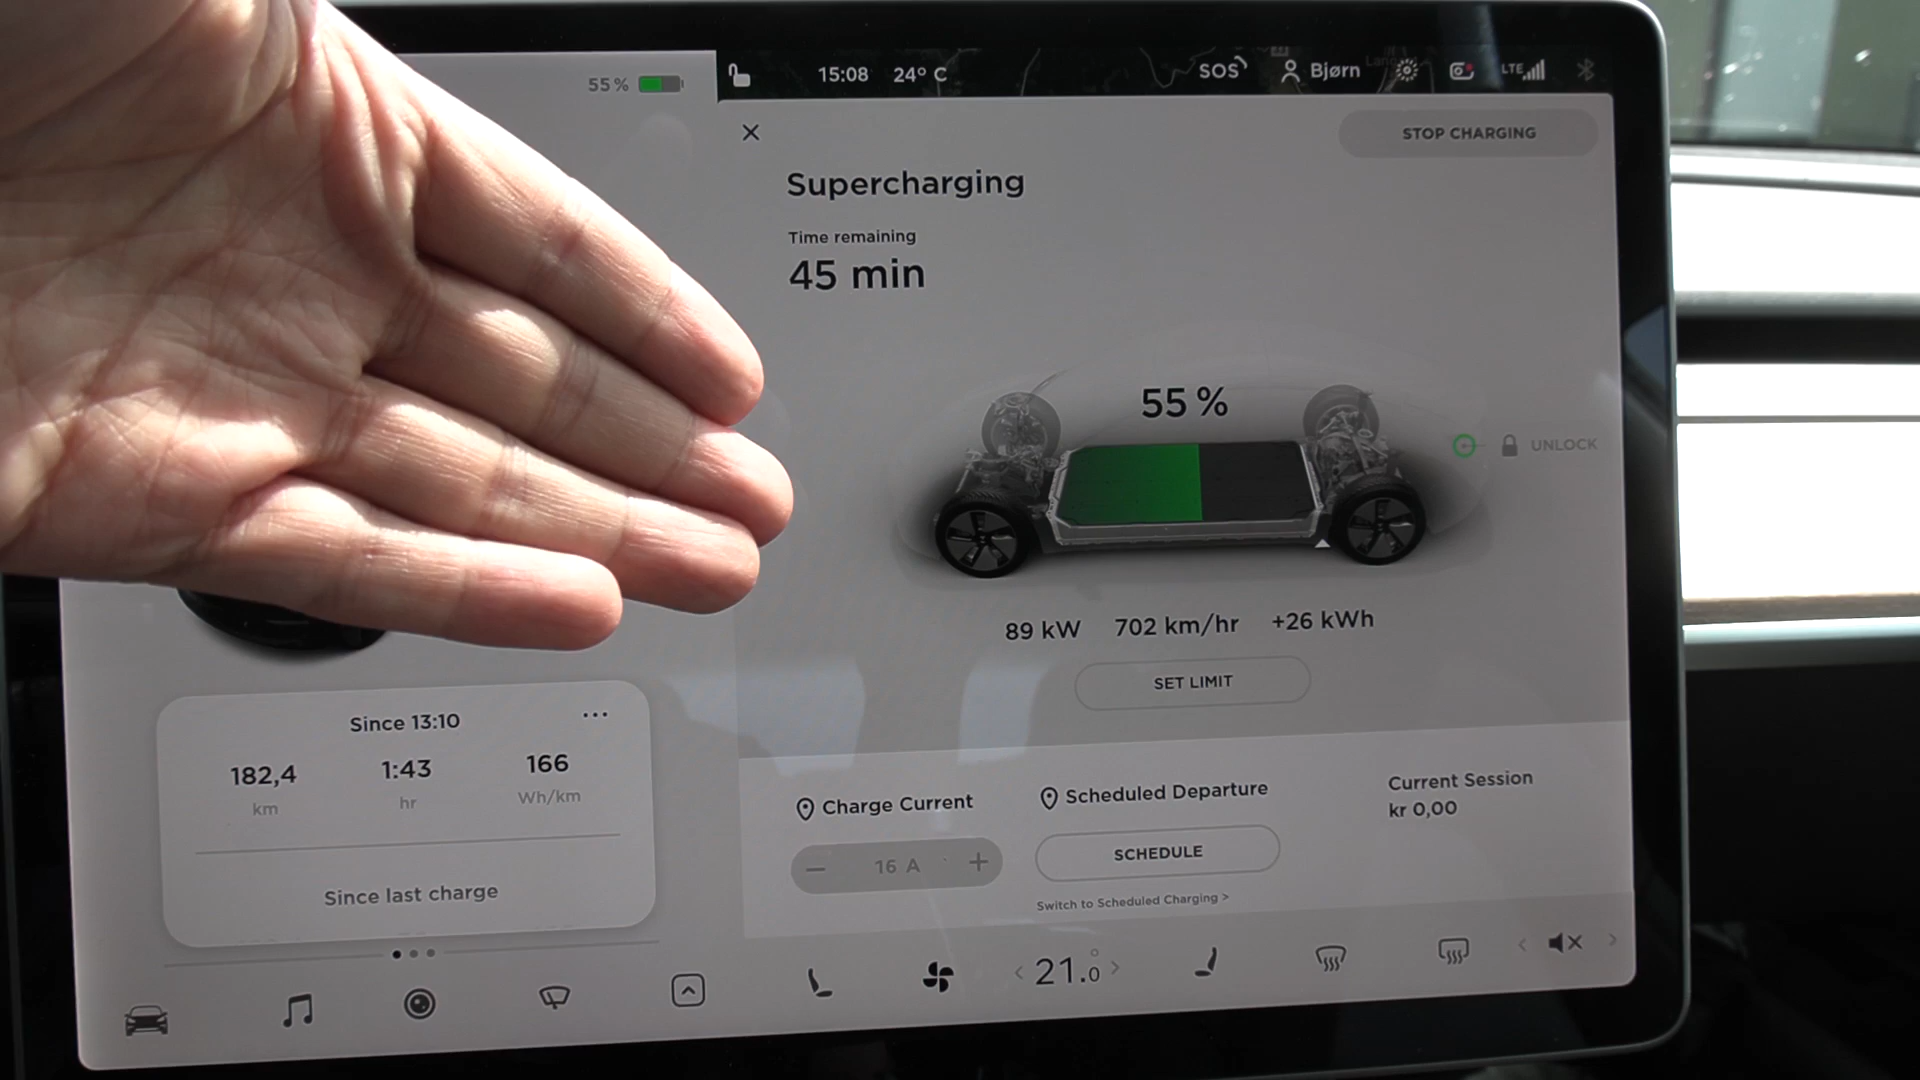 55 %
15:08 24° C SOS Bjørn LTE
STOP CHARGING
Supercharging
Time remaining
45 min
55 %
UNLOCK
89 kW 702 km/hr +26 kWh
SET LIMIT
Since 13:10
182,4 1:43 166
km hr Wh/km
Since last charge
Charge Current
16 A
Scheduled Departure
SCHEDULE
Switch to Scheduled Charging >
Current Session
kr 0,00
21.0°